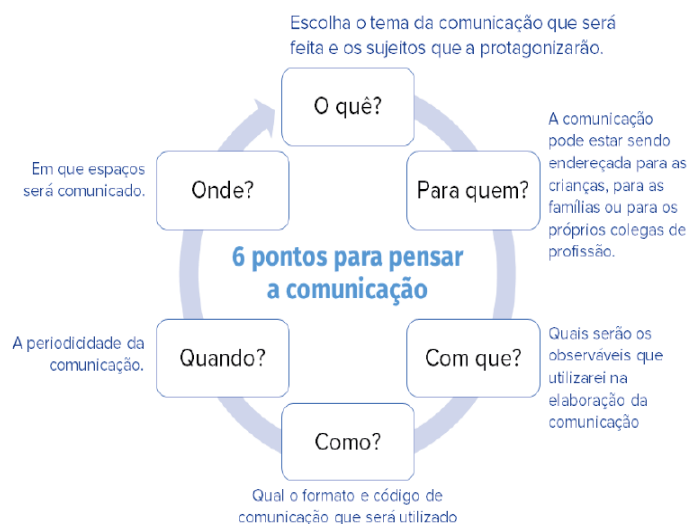 Escolha o tema da comunicação que será
feita e os sujeitos que a protagonizarão.
O quê?
A comunicação
pode estar sendo
endereçada para as
crianças, para as
famílias ou para os
próprios colegas de
profissão.
Para quem?
Quais serão os
observáveis que
utilizarei na
elaboração da
comunicação
Com que?
Como?
Qual o formato e código de
comunicação que será utilizado
Quando?
A periodicidade da
comunicação.
Onde?
Em que espaços
será comunicado.
6 pontos para pensar
a comunicação